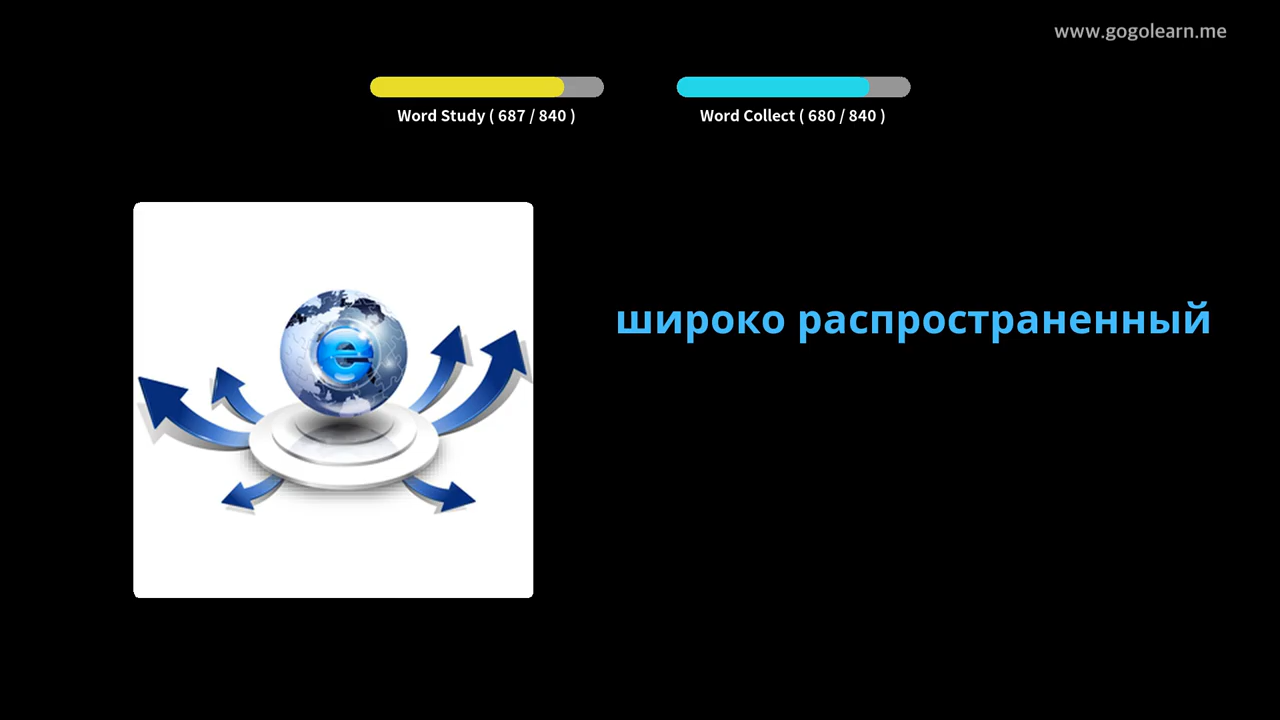 www.gogolearn.me
Word Study ( 687 / 840 )
Word Collect ( 680 / 840 )
e
широко распространенный